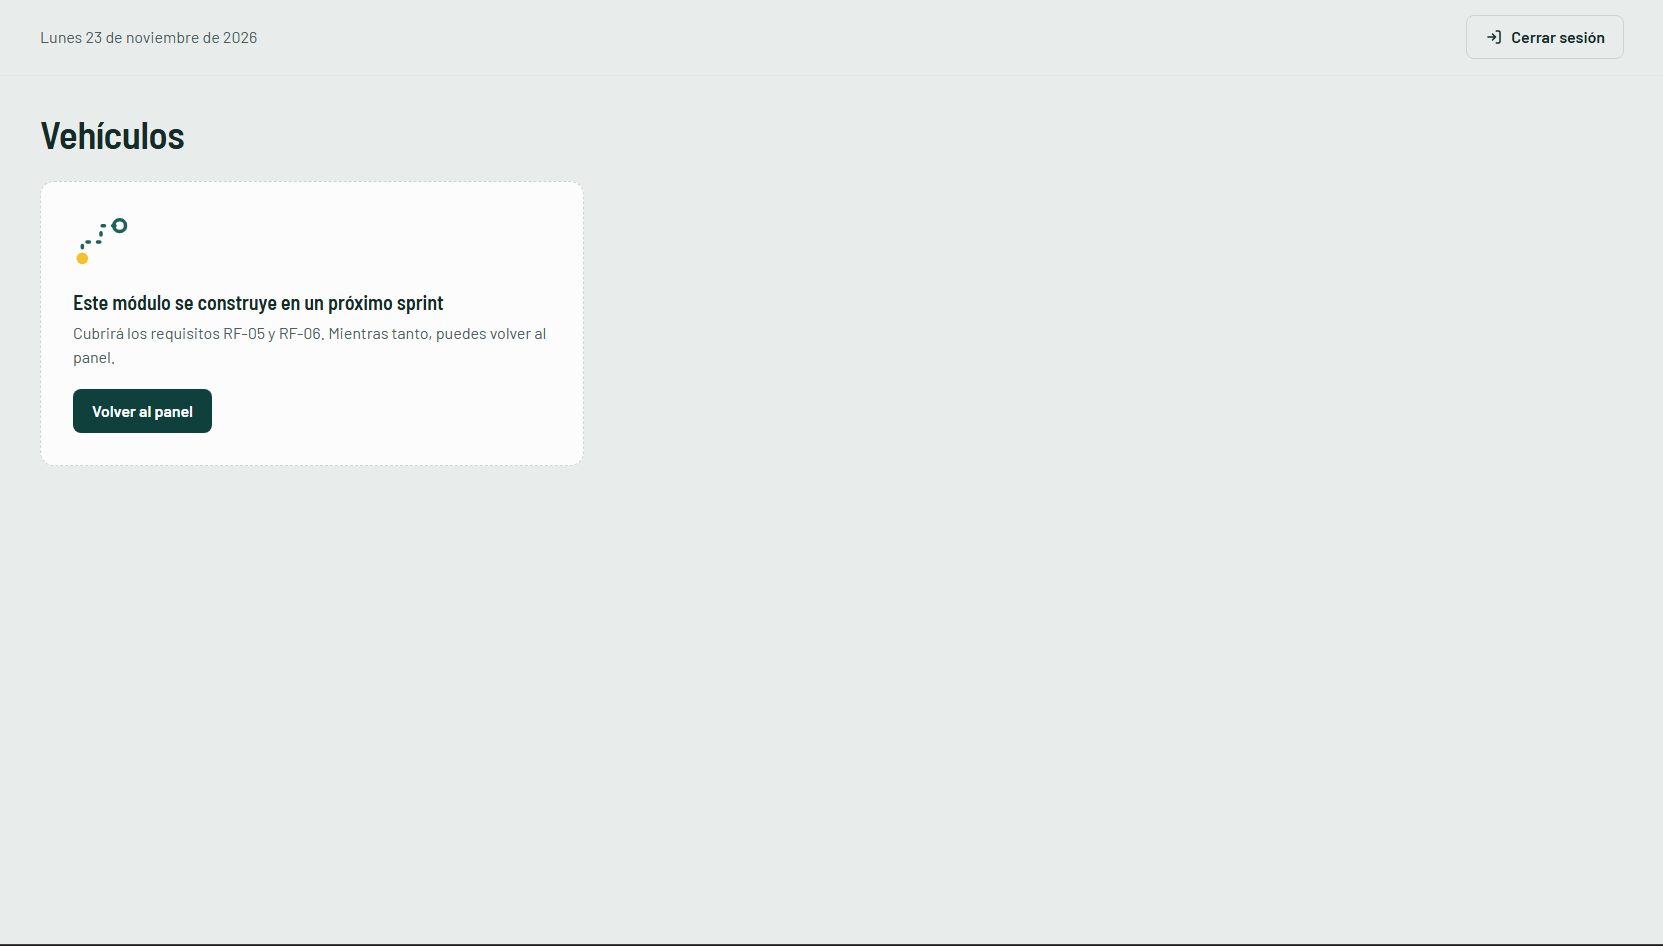 Lunes 23 de noviembre de 2026
Cerrar sesión
Vehículos
Este módulo se construye en un próximo sprint
Cubrirá los requisitos RF-05 y RF-06. Mientras tanto, puedes volver al
panel.
Volver al panel